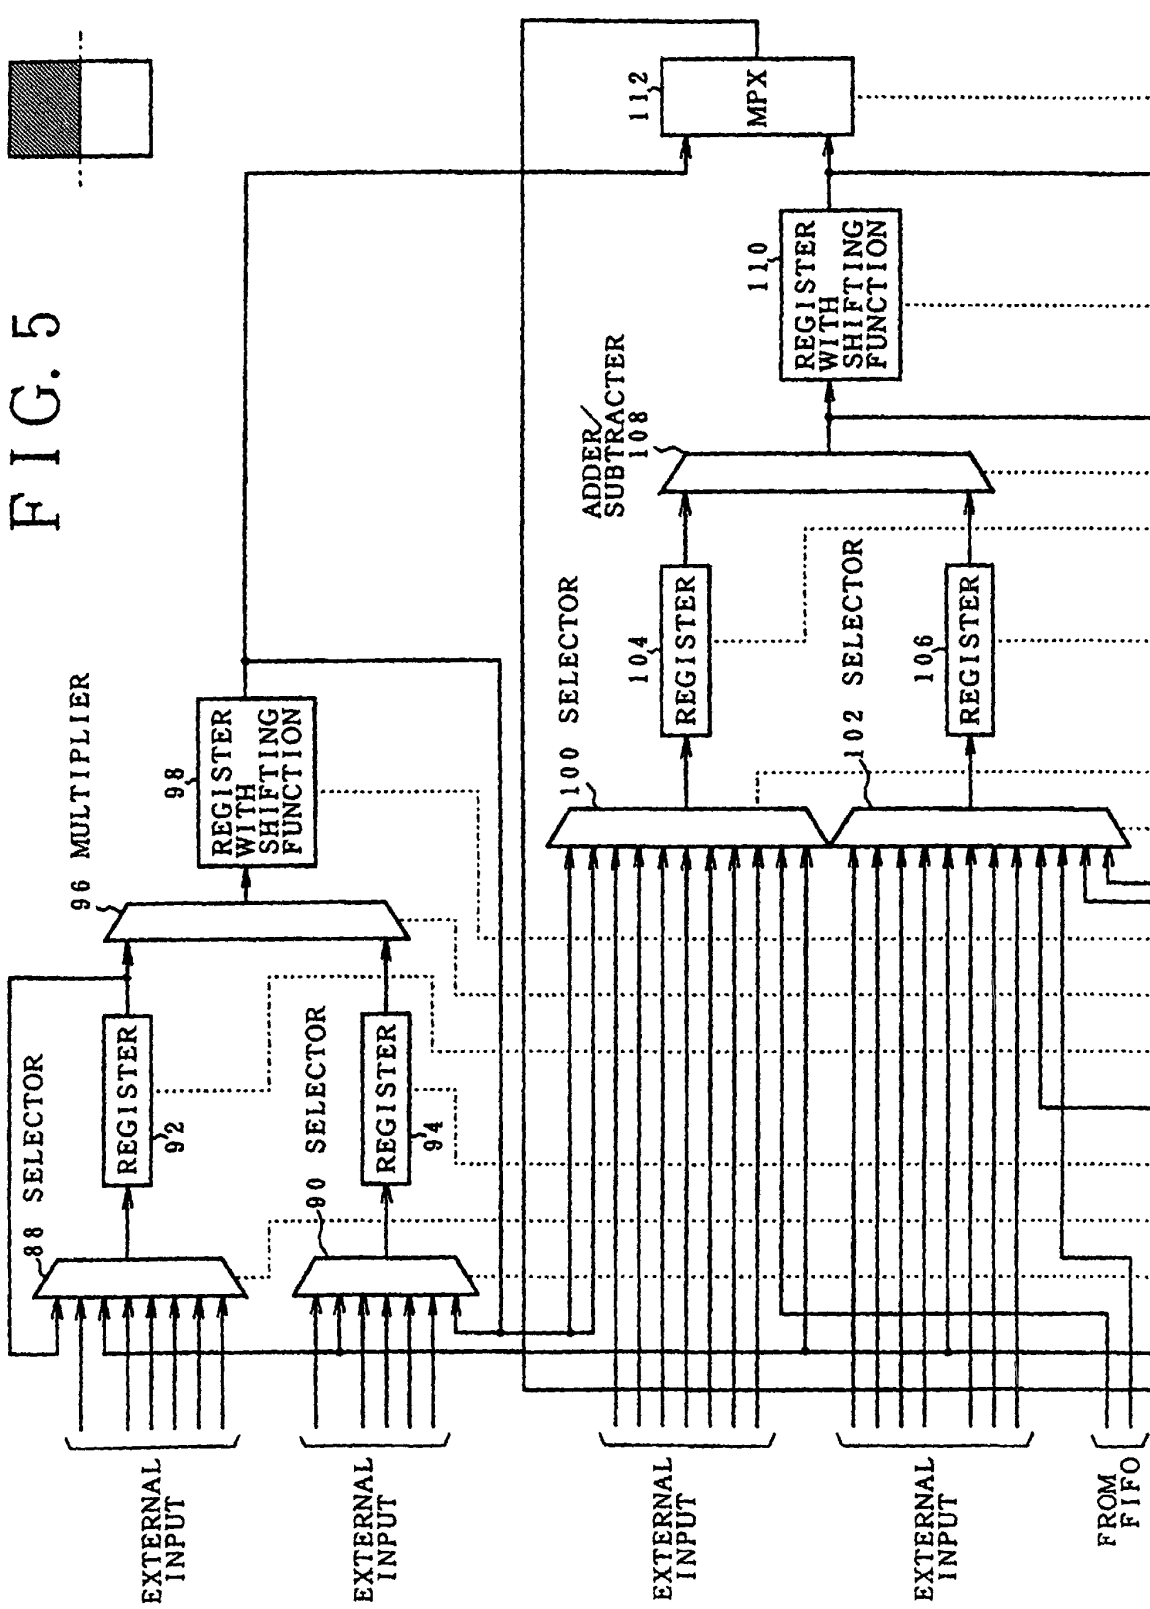 FIG. 5
88 SELECTOR
EXTERNAL
INPUT
REGISTER
92
96 MULTIPLIER
98
REGISTER
WITH
SHIFTING
FUNCTION
90 SELECTOR
EXTERNAL
INPUT
REGISTER
94
100 SELECTOR
EXTERNAL
INPUT
104
REGISTER
ADDER/
SUBTRACTER
108
112
MPX
110
REGISTER
WITH
SHIFTING
FUNCTION
102 SELECTOR
EXTERNAL
INPUT
106
REGISTER
FROM
FIFO